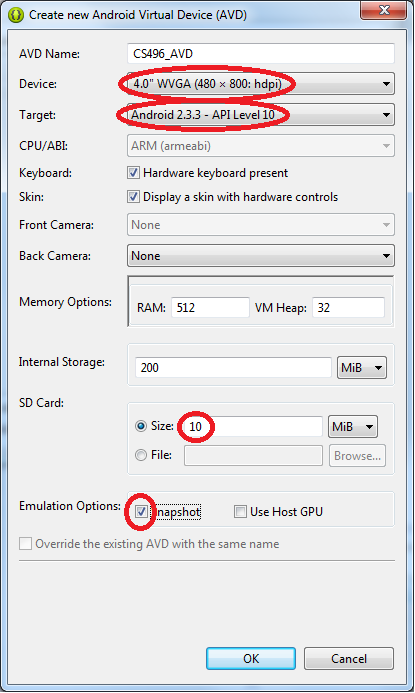 Create new Android Virtual Device (AVD)
AVD Name: CS496_AVD
Device: 4.0" WVGA (480 × 800: hdpi)
Target: Android 2.3.3 - API Level 10
CPU/ABI: ARM (armeabi)
Keyboard: Hardware keyboard present
Skin: Display a skin with hardware controls
Front Camera: None
Back Camera: None
Memory Options: RAM: 512 VM Heap: 32
Internal Storage: 200 MiB
SD Card:
Size: 10 MiB
File: Browse...
Emulation Options: Snapshot Use Host GPU
Override the existing AVD with the same name
OK Cancel